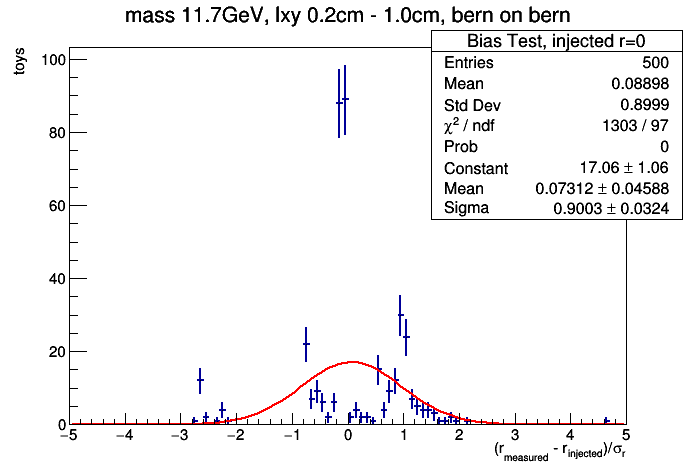 mass 11.7GeV, lxy 0.2cm - 1.0cm, bern on bern
Bias Test, injected r=0
Entries 500
Mean 0.08898
Std Dev 0.8999
χ² / ndf 1303 / 97
Prob 0
Constant 17.06 ± 1.06
Mean 0.07312 ± 0.04588
Sigma 0.9003 ± 0.0324
toys
100
80
60
40
20
0
−5 −4 −3 −2 −1 0 1 2 3 4 5
(r_measured - r_injected)/σ_r